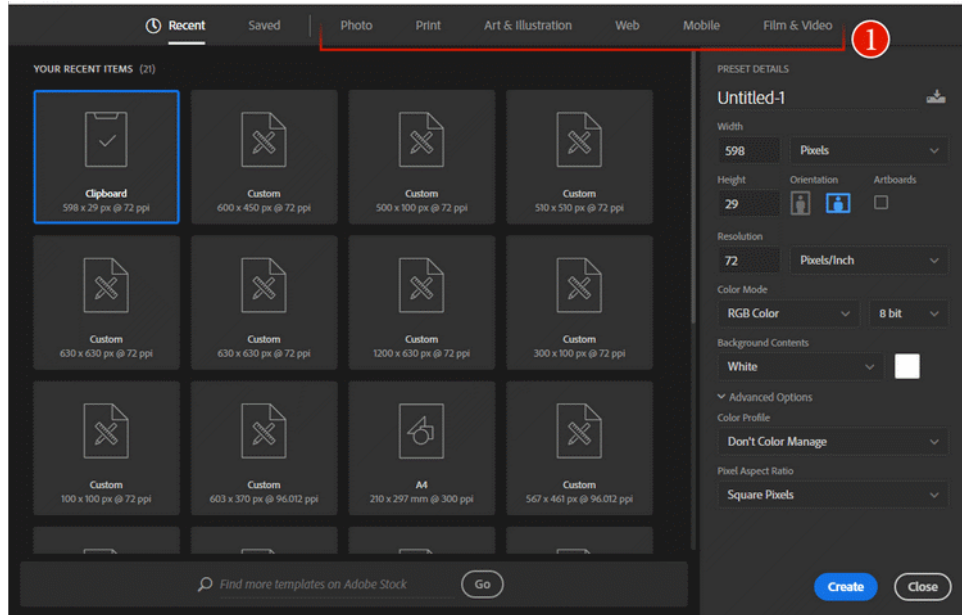 Recent Saved Photo Print Art & Illustration Web Mobile Film & Video
1
YOUR RECENT ITEMS (21)
Clipboard
598 x 29 px @ 72 ppi
Custom
600 x 450 px @ 72 ppi
Custom
500 x 100 px @ 72 ppi
Custom
510 x 510 px @ 72 ppi
Custom
630 x 630 px @ 72 ppi
Custom
630 x 630 px @ 72 ppi
Custom
1200 x 630 px @ 72 ppi
Custom
300 x 100 px @ 72 ppi
Custom
100 x 100 px @ 72 ppi
Custom
603 x 370 px @ 96.012 ppi
A4
210 x 297 mm @ 300 ppi
Custom
567 x 461 px @ 96.012 ppi
Find more templates on Adobe Stock Go
PRESET DETAILS
Untitled-1
Width
598 Pixels
Height Orientation Artboards
29
Resolution
72 Pixels/Inch
Color Mode
RGB Color 8 bit
Background Contents
White
Advanced Options
Color Profile
Don't Color Manage
Pixel Aspect Ratio
Square Pixels
Create Close